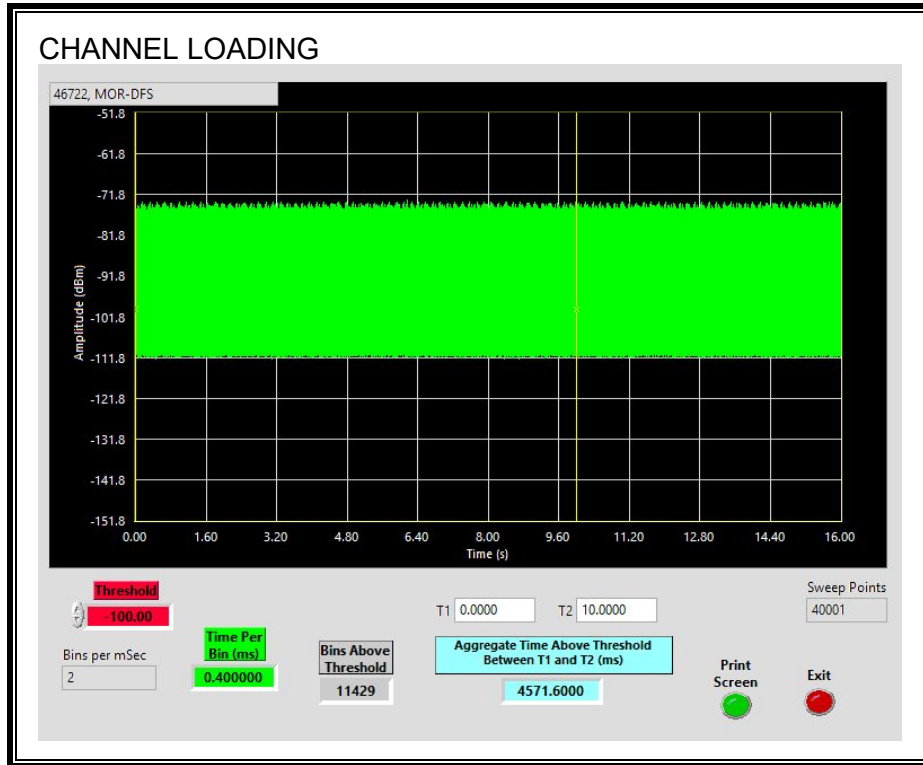 CHANNEL LOADING
46722, MOR-DFS
-51.8
-61.8
-71.8
-81.8
-91.8
-101.8
-111.8
-121.8
-131.8
-141.8
-151.8
Amplitude (dBm)
0.00 1.60 3.20 4.80 6.40 8.00 9.60 11.20 12.80 14.40 16.00
Time (s)
Threshold
-100.00
Bins per mSec
2
Time Per
Bin (ms)
0.400000
Bins Above
Threshold
11429
T1 0.0000 T2 10.0000
Aggregate Time Above Threshold
Between T1 and T2 (ms)
4571.6000
Sweep Points
40001
Print
Screen
Exit